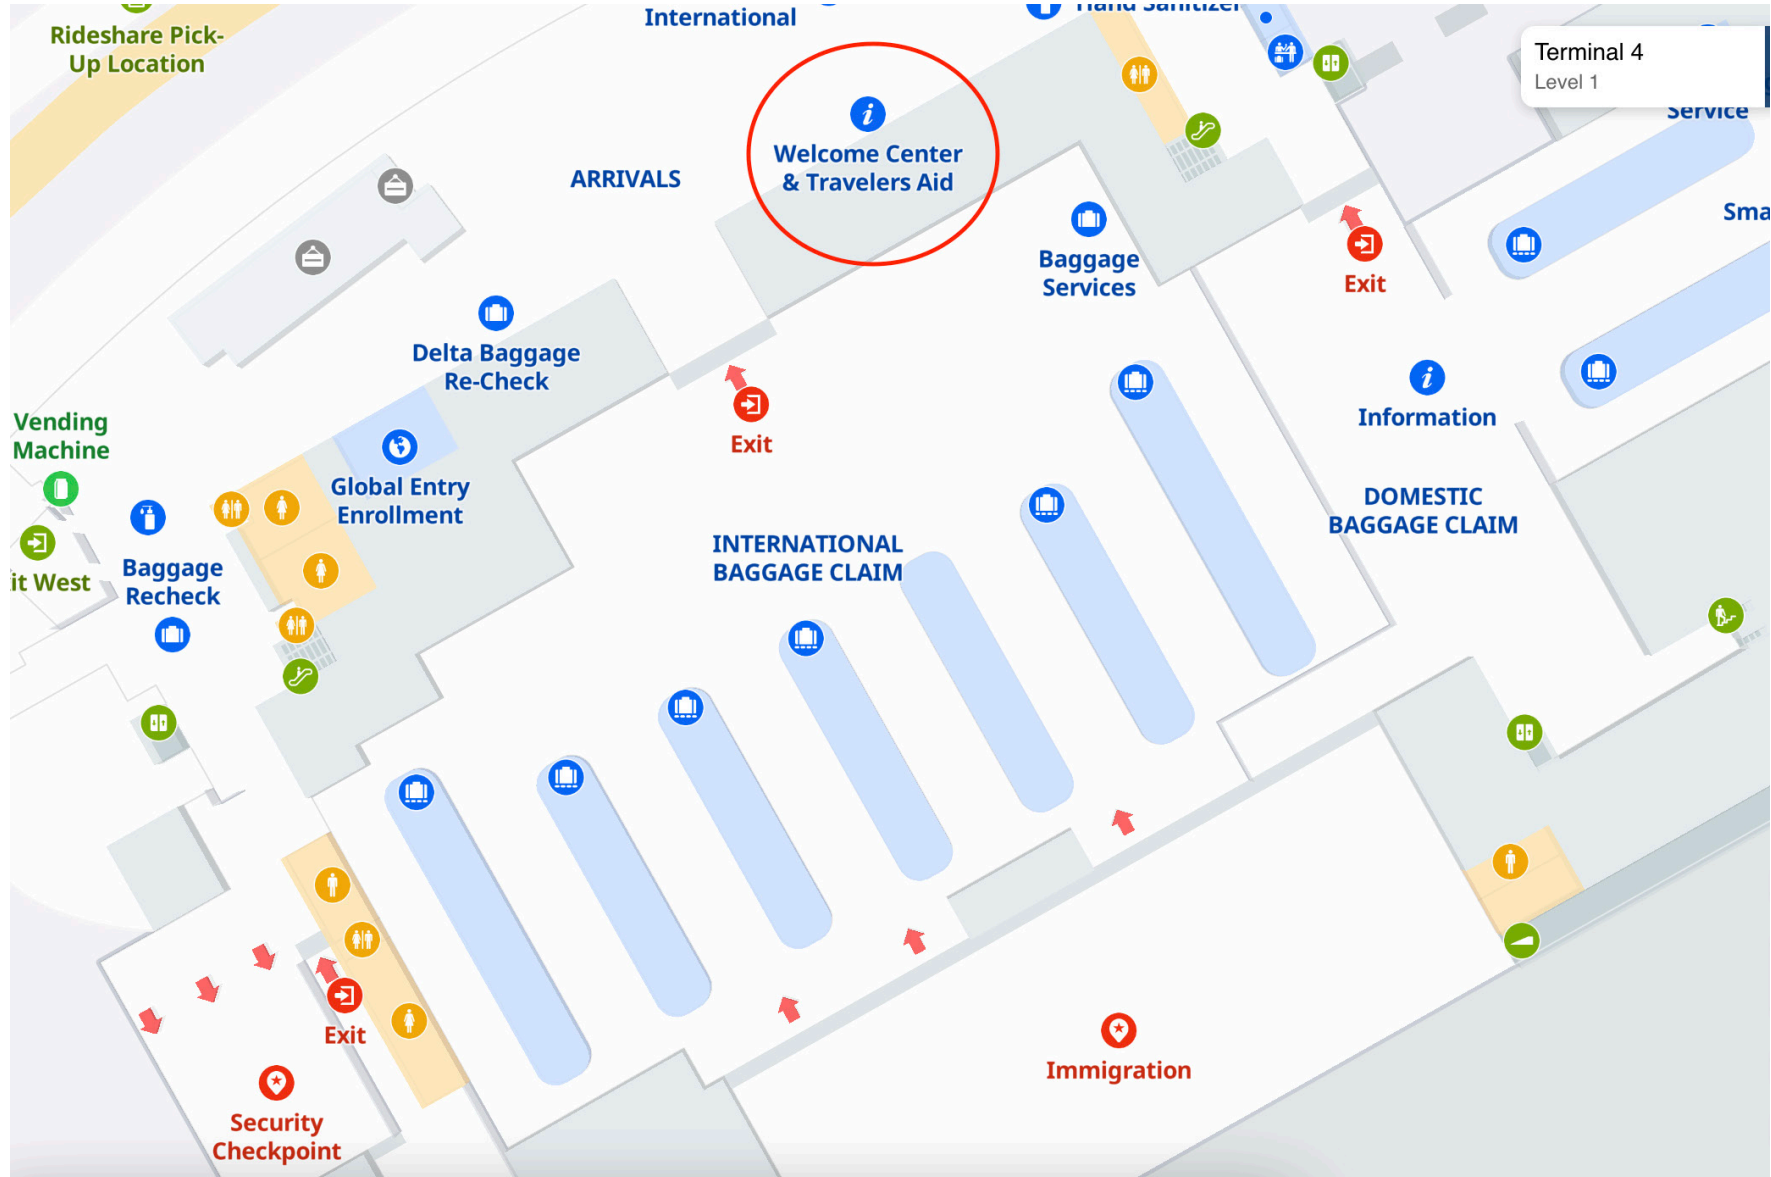 International
Hand Sanitizer
Rideshare Pick-
Up Location
Terminal 4
Level 1
Service
Welcome Center
& Travelers Aid
ARRIVALS
Baggage
Services
Exit
Delta Baggage
Re-Check
Exit
Information
Vending
Machine
Global Entry
Enrollment
DOMESTIC
BAGGAGE CLAIM
INTERNATIONAL
BAGGAGE CLAIM
it West
Baggage
Recheck
Exit
Immigration
Security
Checkpoint